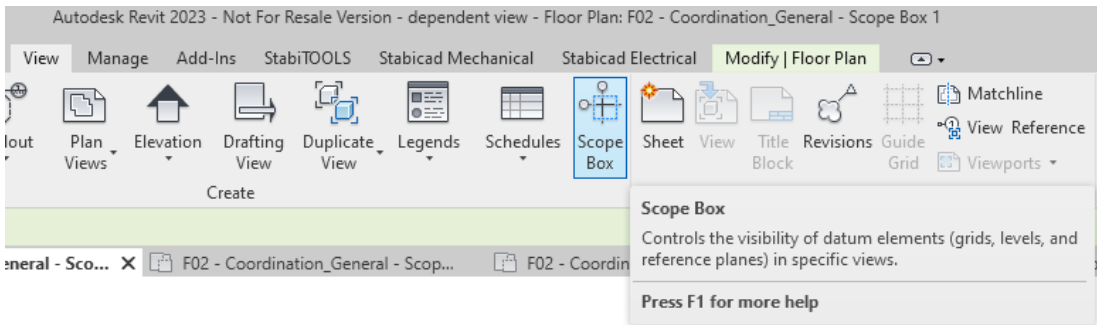 Autodesk Revit 2023 - Not For Resale Version - dependent view - Floor Plan: F02 - Coordination_General - Scope Box 1
View Manage Add-Ins StabiTOOLS Stabicad Mechanical Stabicad Electrical Modify | Floor Plan
Matchline
lout Plan Views Elevation Drafting View Duplicate View Legends Schedules Scope Box Sheet View Title Block Revisions Guide Grid
View Reference
Viewports
Create
Scope Box
Controls the visibility of datum elements (grids, levels, and
reference planes) in specific views.
Press F1 for more help
eneral - Sco... F02 - Coordination_General - Scop... F02 - Coordin